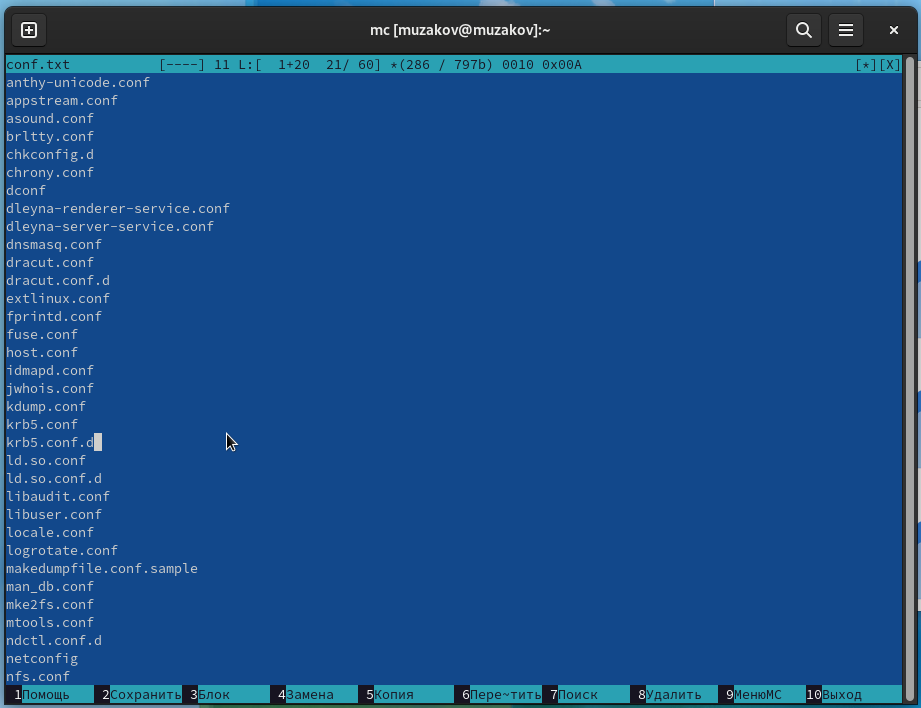 mc [muzakov@muzakov]:~
conf.txt [----] 11 L:[ 1+20 21/ 60] *(286 / 797b) 0010 0x00A [*][X]
anthy-unicode.conf
appstream.conf
asound.conf
brltty.conf
chkconfig.d
chrony.conf
dconf
dleyna-renderer-service.conf
dleyna-server-service.conf
dnsmasq.conf
dracut.conf
dracut.conf.d
extlinux.conf
fprintd.conf
fuse.conf
host.conf
idmapd.conf
jwhois.conf
kdump.conf
krb5.conf
krb5.conf.d
ld.so.conf
ld.so.conf.d
libaudit.conf
libuser.conf
locale.conf
logrotate.conf
makedumpfile.conf.sample
man_db.conf
mke2fs.conf
mtools.conf
ndctl.conf.d
netconfig
nfs.conf
1Помощь 2Сохранить 3Блок 4Замена 5Копия 6Пере~тить 7Поиск 8Удалить 9МенюMC 10Выход